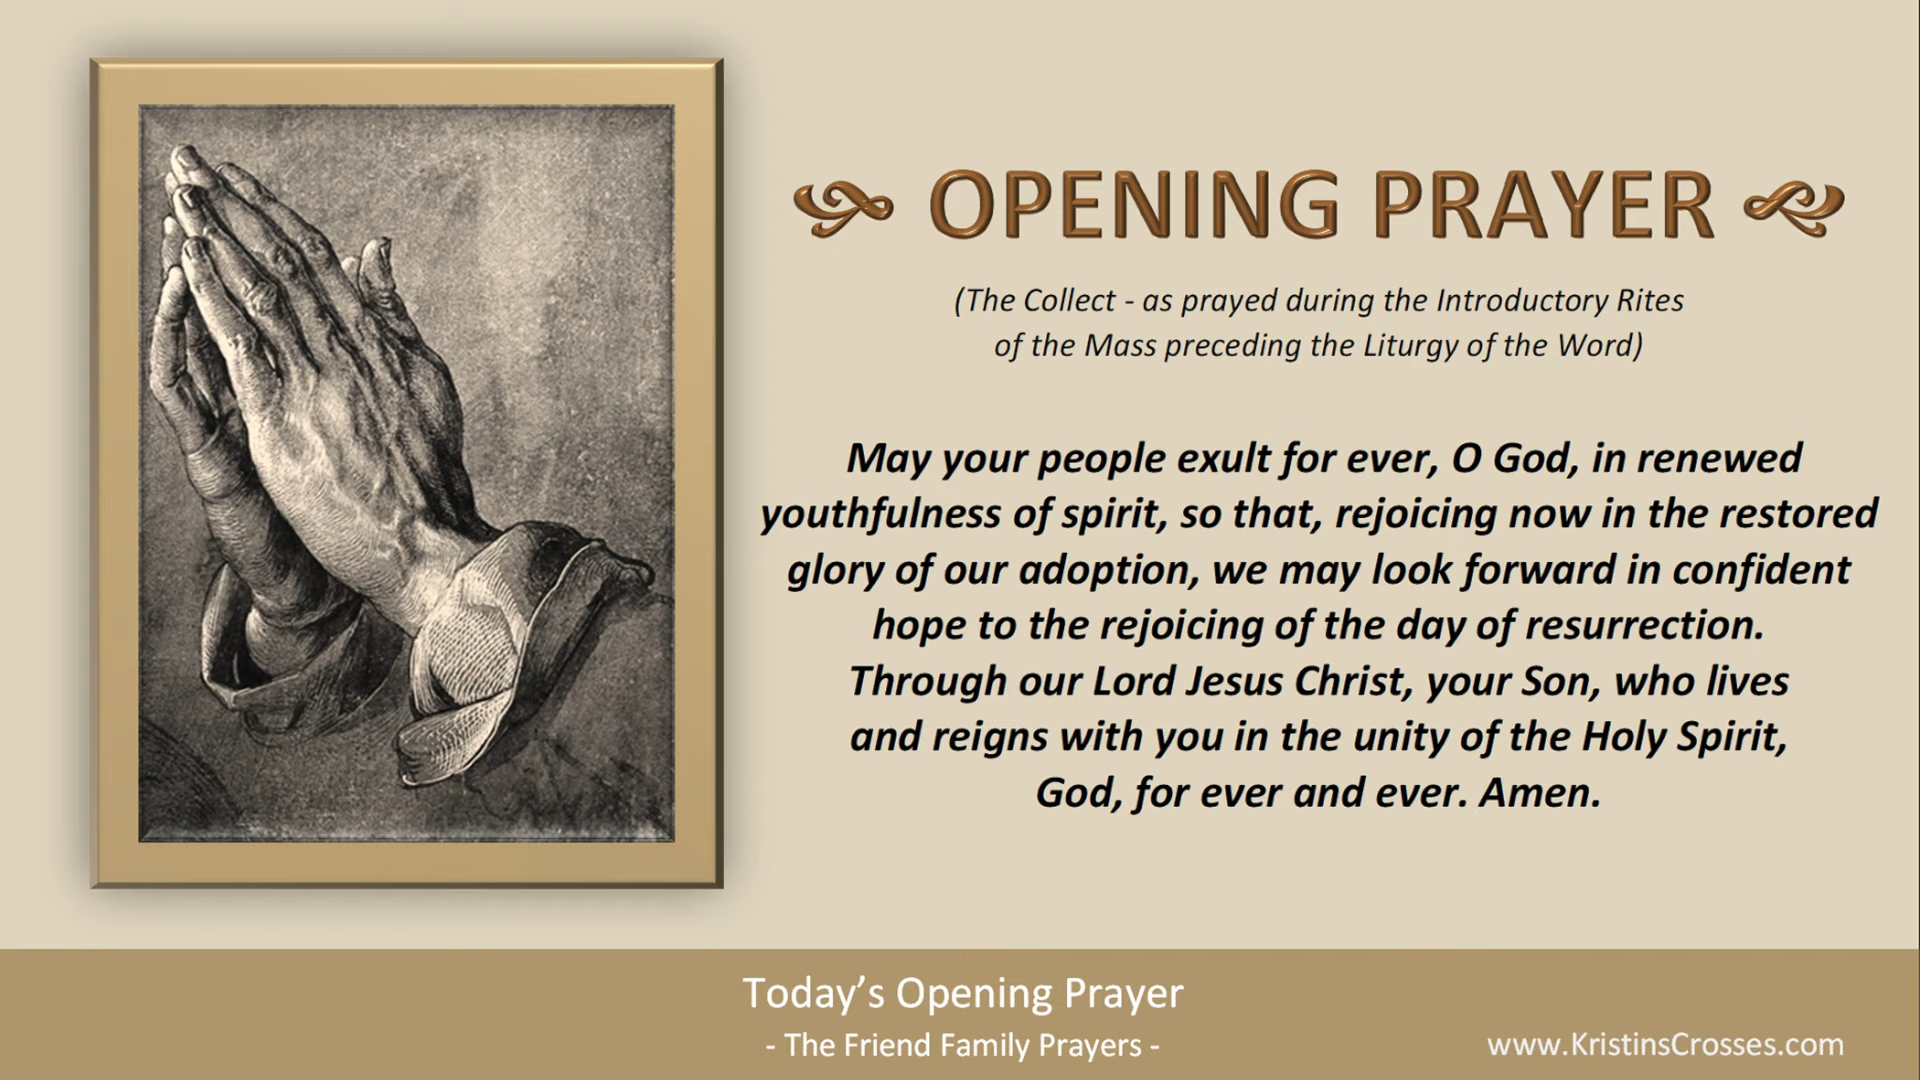 OPENING PRAYER
(The Collect - as prayed during the Introductory Rites
of the Mass preceding the Liturgy of the Word)
May your people exult for ever, O God, in renewed
youthfulness of spirit, so that, rejoicing now in the restored
glory of our adoption, we may look forward in confident
hope to the rejoicing of the day of resurrection.
Through our Lord Jesus Christ, your Son, who lives
and reigns with you in the unity of the Holy Spirit,
God, for ever and ever. Amen.
Today’s Opening Prayer
- The Friend Family Prayers -
www.KristinsCrosses.com